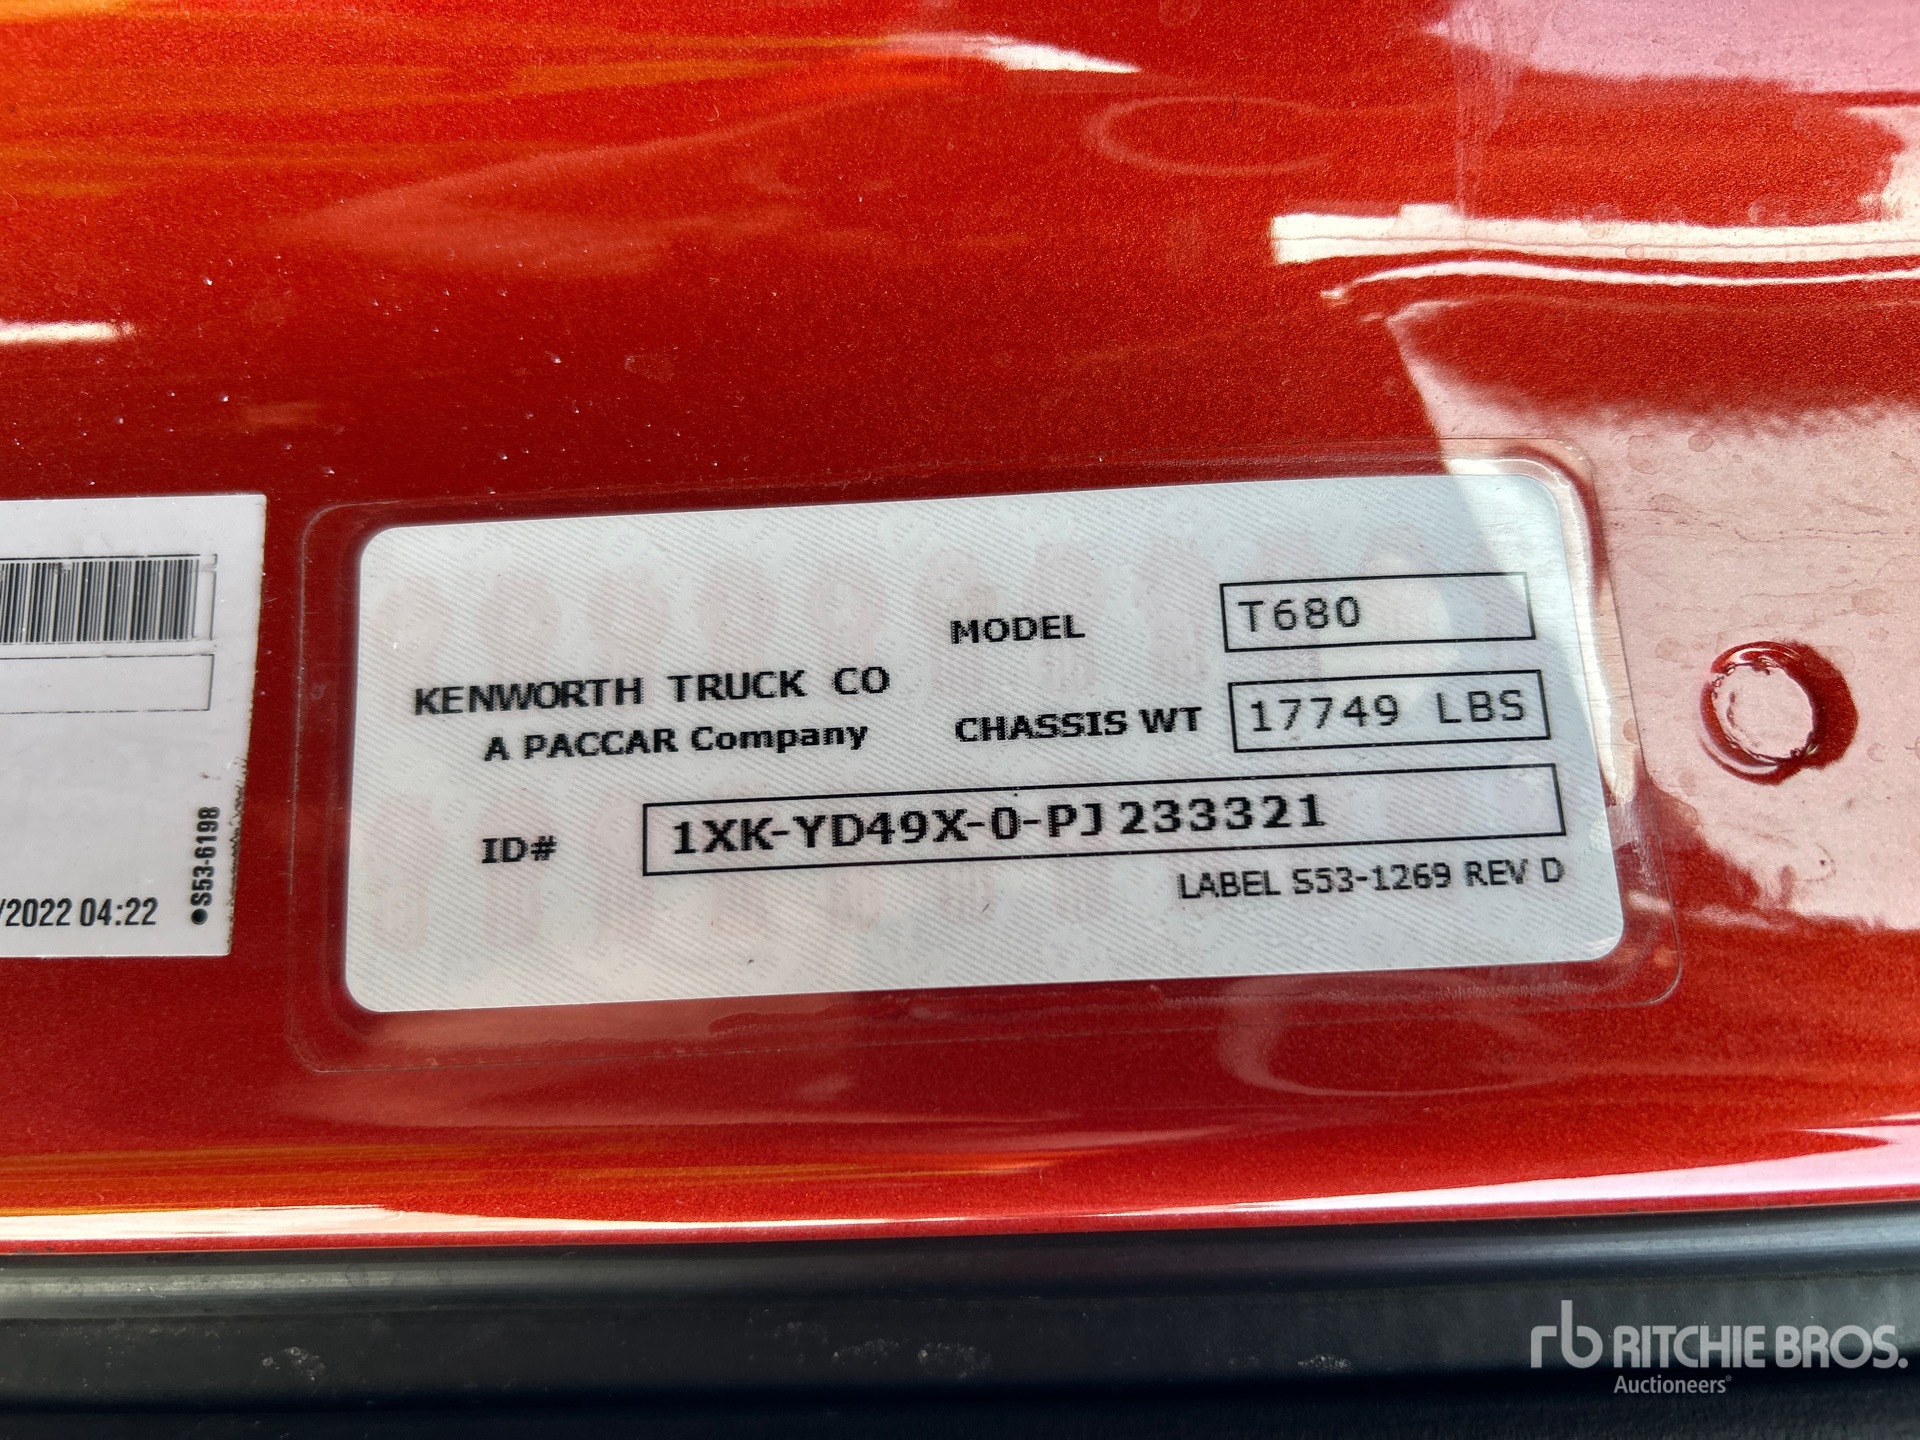 /2022 04:22
●S53-6198
KENWORTH TRUCK CO
A PACCAR Company
MODEL T680
CHASSIS WT 17749 LBS
ID# 1XK-YD49X-0-PJ233321
LABEL S53-1269 REV D
rb RITCHIE BROS.
Auctioneers®